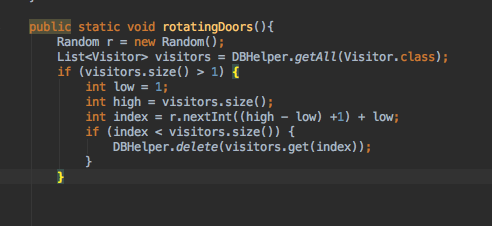 public static void rotatingDoors(){
    Random r = new Random();
    List<Visitor> visitors = DBHelper.getAll(Visitor.class);
    if (visitors.size() > 1) {
        int low = 1;
        int high = visitors.size();
        int index = r.nextInt((high - low) +1) + low;
        if (index < visitors.size()) {
            DBHelper.delete(visitors.get(index));
        }
    }